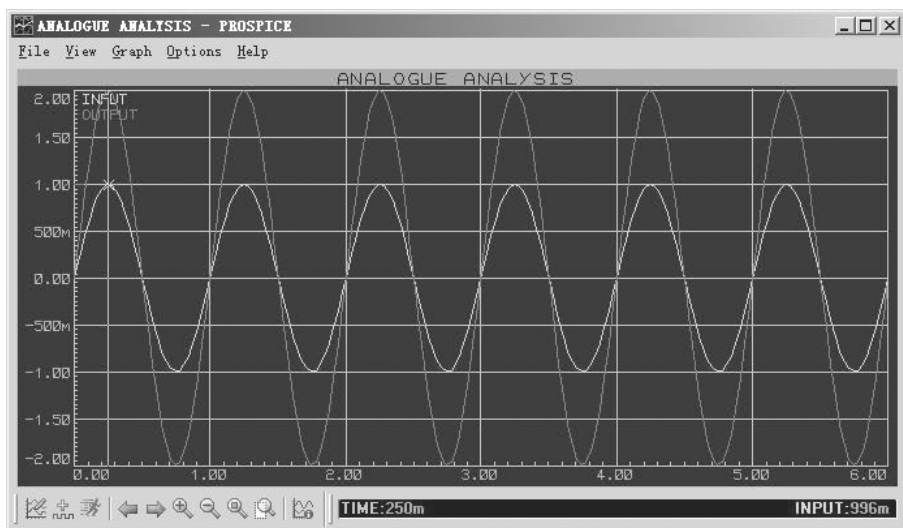 ANALOGUE ANALYSIS - PROSPICE
File View Graph Options Help
ANALOGUE ANALYSIS
2.00
INPUT
OUTPUT
1.50
1.00
500m
0.00
-500m
-1.00
-1.50
-2.00
0.00 1.00 2.00 3.00 4.00 5.00 6.00
TIME:250m INPUT:996m